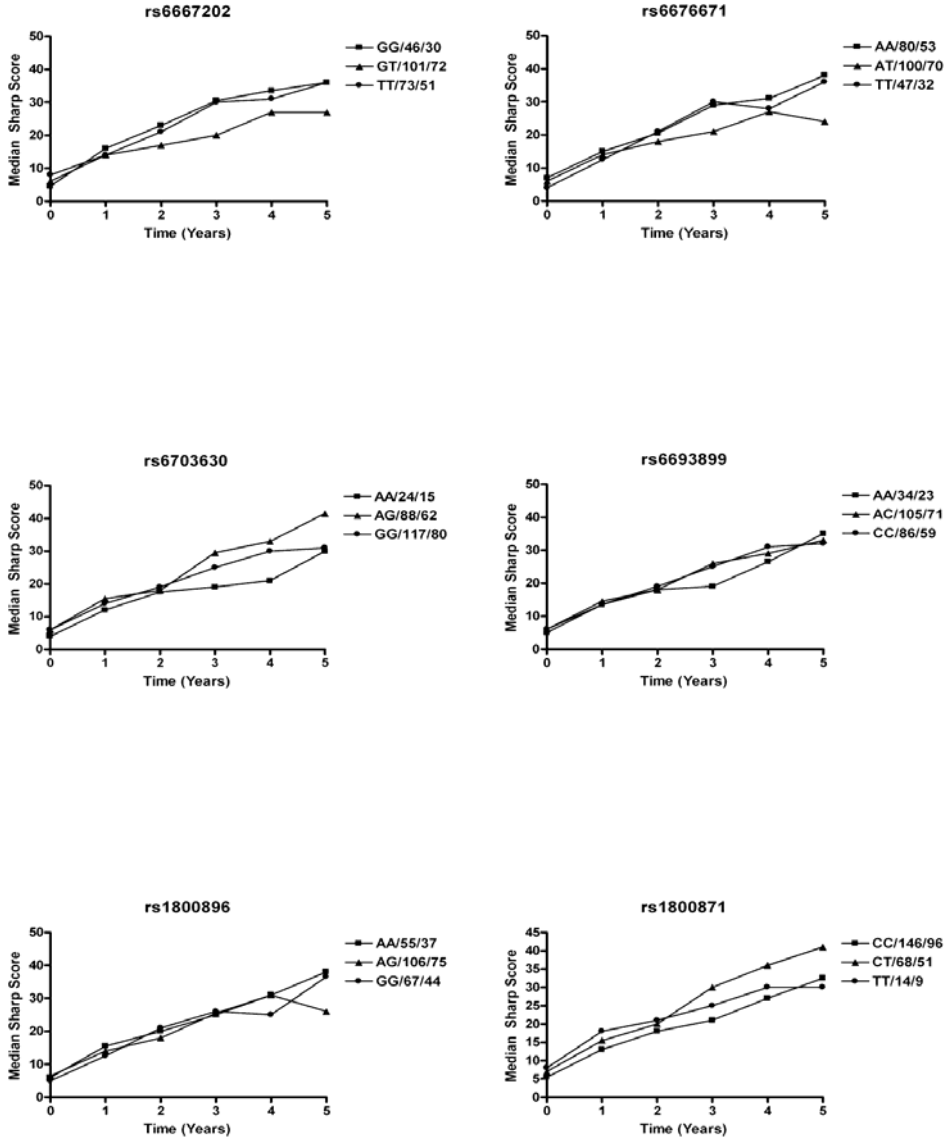 rs6667202
50
40
30
20
10
0
Median Sharp Score
0 1 2 3 4 5
Time (Years)
GG/46/30
GT/101/72
TT/73/51
rs6676671
50
40
30
20
10
0
Median Sharp Score
0 1 2 3 4 5
Time (Years)
AA/80/53
AT/100/70
TT/47/32
rs6703630
50
40
30
20
10
0
Median Sharp Score
0 1 2 3 4 5
Time (Years)
AA/24/15
AG/88/62
GG/117/80
rs6693899
50
40
30
20
10
0
Median Sharp Score
0 1 2 3 4 5
Time (Years)
AA/34/23
AC/105/71
CC/86/59
rs1800896
50
40
30
20
10
0
Median Sharp Score
0 1 2 3 4 5
Time (Years)
AA/55/37
AG/106/75
GG/67/44
rs1800871
45
40
35
30
25
20
15
10
5
0
Median Sharp Score
0 1 2 3 4 5
Time (Years)
CC/146/96
CT/68/51
TT/14/9